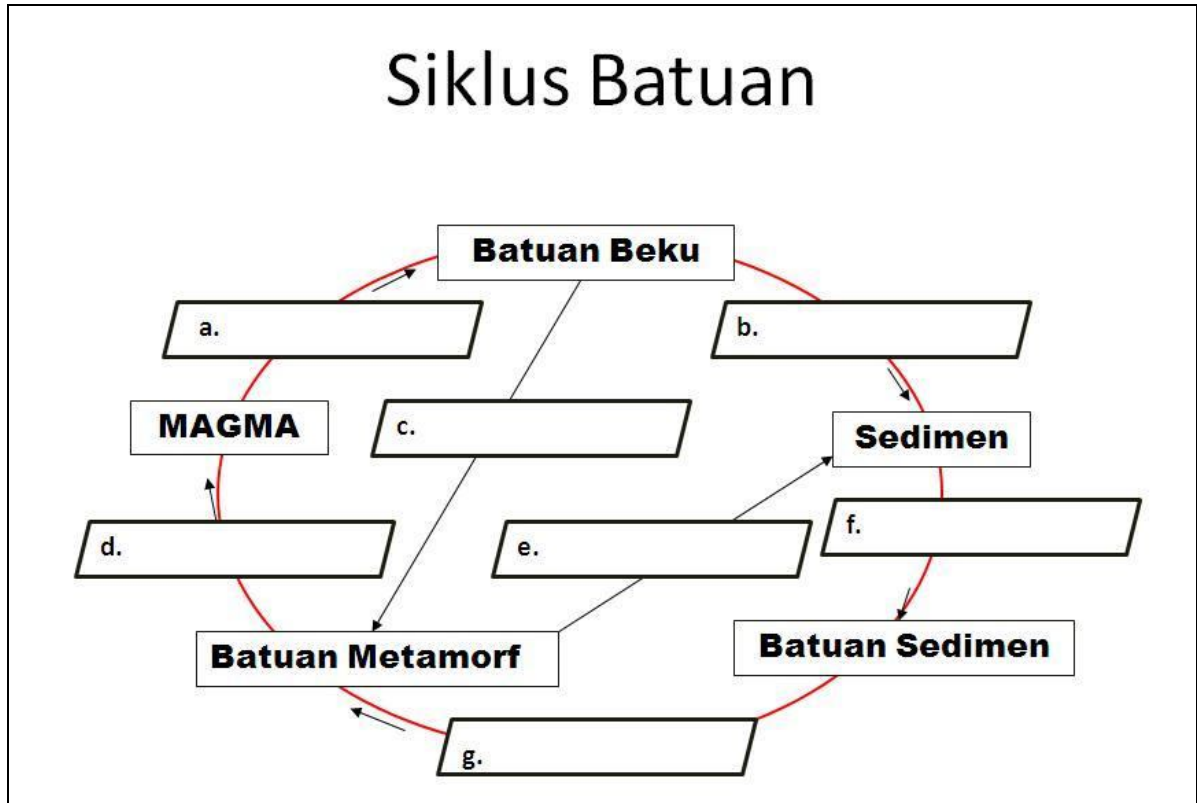 Siklus Batuan
Batuan Beku
a.
b.
MAGMA
c.
Sedimen
d.
e.
f.
Batuan Metamorf
Batuan Sedimen
g.